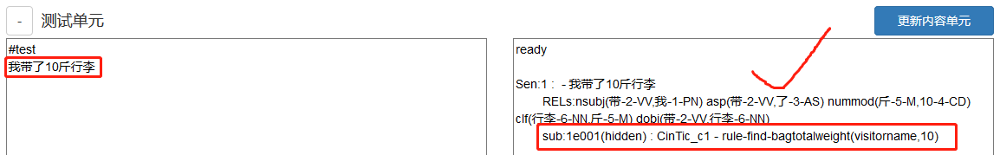 -
测试单元
更新内容单元
#test
我带了10斤行李
ready
Sen:1 : - 我带了10斤行李
RELs:nsubj(带-2-VV,我-1-PN) asp(带-2-VV,了-3-AS) nummod(斤-5-M,10-4-CD)
clf(行李-6-NN,斤-5-M) dobj(带-2-VV,行李-6-NN)
sub:1e001(hidden) : CinTic_c1 - rule-find-bagtotalweight(visitorname,10)